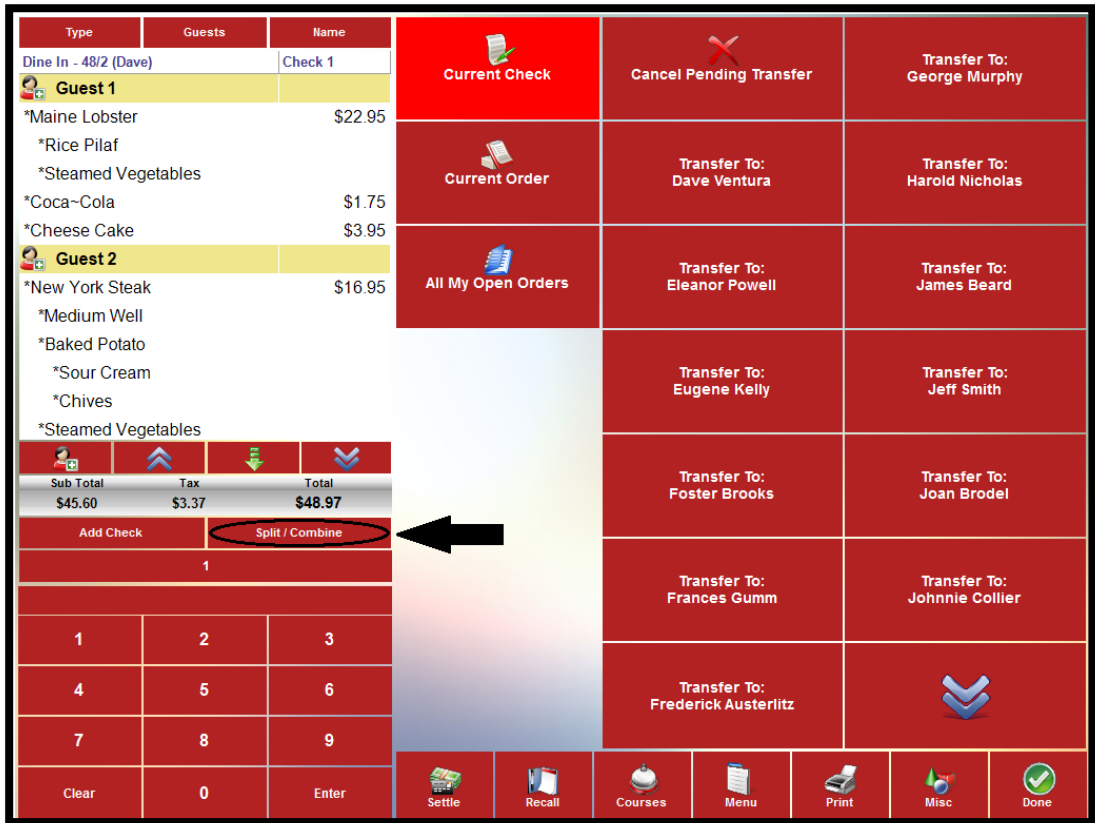 Type Guests Name
Dine In - 48/2 (Dave) Check 1
Guest 1
*Maine Lobster $22.95
*Rice Pilaf
*Steamed Vegetables
*Coca~Cola $1.75
*Cheese Cake $3.95
Guest 2
*New York Steak $16.95
*Medium Well
*Baked Potato
*Sour Cream
*Chives
*Steamed Vegetables
Sub Total Tax Total
$45.60 $3.37 $48.97
Add Check Split / Combine
1
1 2 3
4 5 6
7 8 9
Clear 0 Enter
Current Check
Current Order
All My Open Orders
Cancel Pending Transfer
Transfer To:
Dave Ventura
Transfer To:
Eleanor Powell
Transfer To:
Eugene Kelly
Transfer To:
Foster Brooks
Transfer To:
Frances Gumm
Transfer To:
Frederick Austerlitz
Transfer To:
George Murphy
Transfer To:
Harold Nicholas
Transfer To:
James Beard
Transfer To:
Jeff Smith
Transfer To:
Joan Brodel
Transfer To:
Johnnie Collier
Settle Recall Courses Menu Print Misc Done